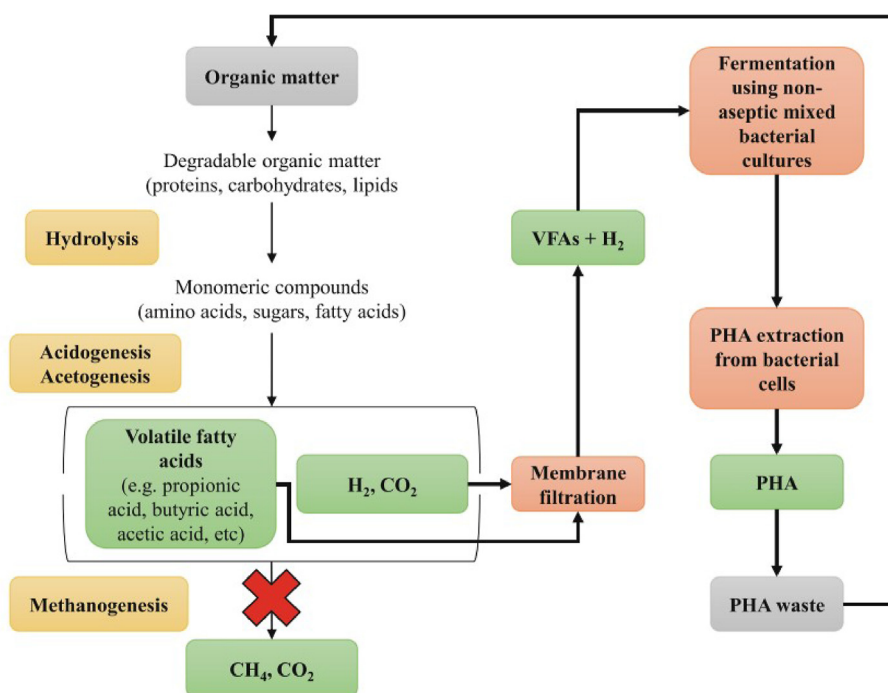 Organic matter
Degradable organic matter
(proteins, carbohydrates, lipids
Hydrolysis
Monomeric compounds
(amino acids, sugars, fatty acids)
Acidogenesis
Acetogenesis
Volatile fatty
acids
(e.g. propionic
acid, butyric acid,
acetic acid, etc)
H₂, CO₂
Methanogenesis
CH₄, CO₂
Membrane
filtration
VFAs + H₂
Fermentation
using non-
aseptic mixed
bacterial
cultures
PHA extraction
from bacterial
cells
PHA
PHA waste